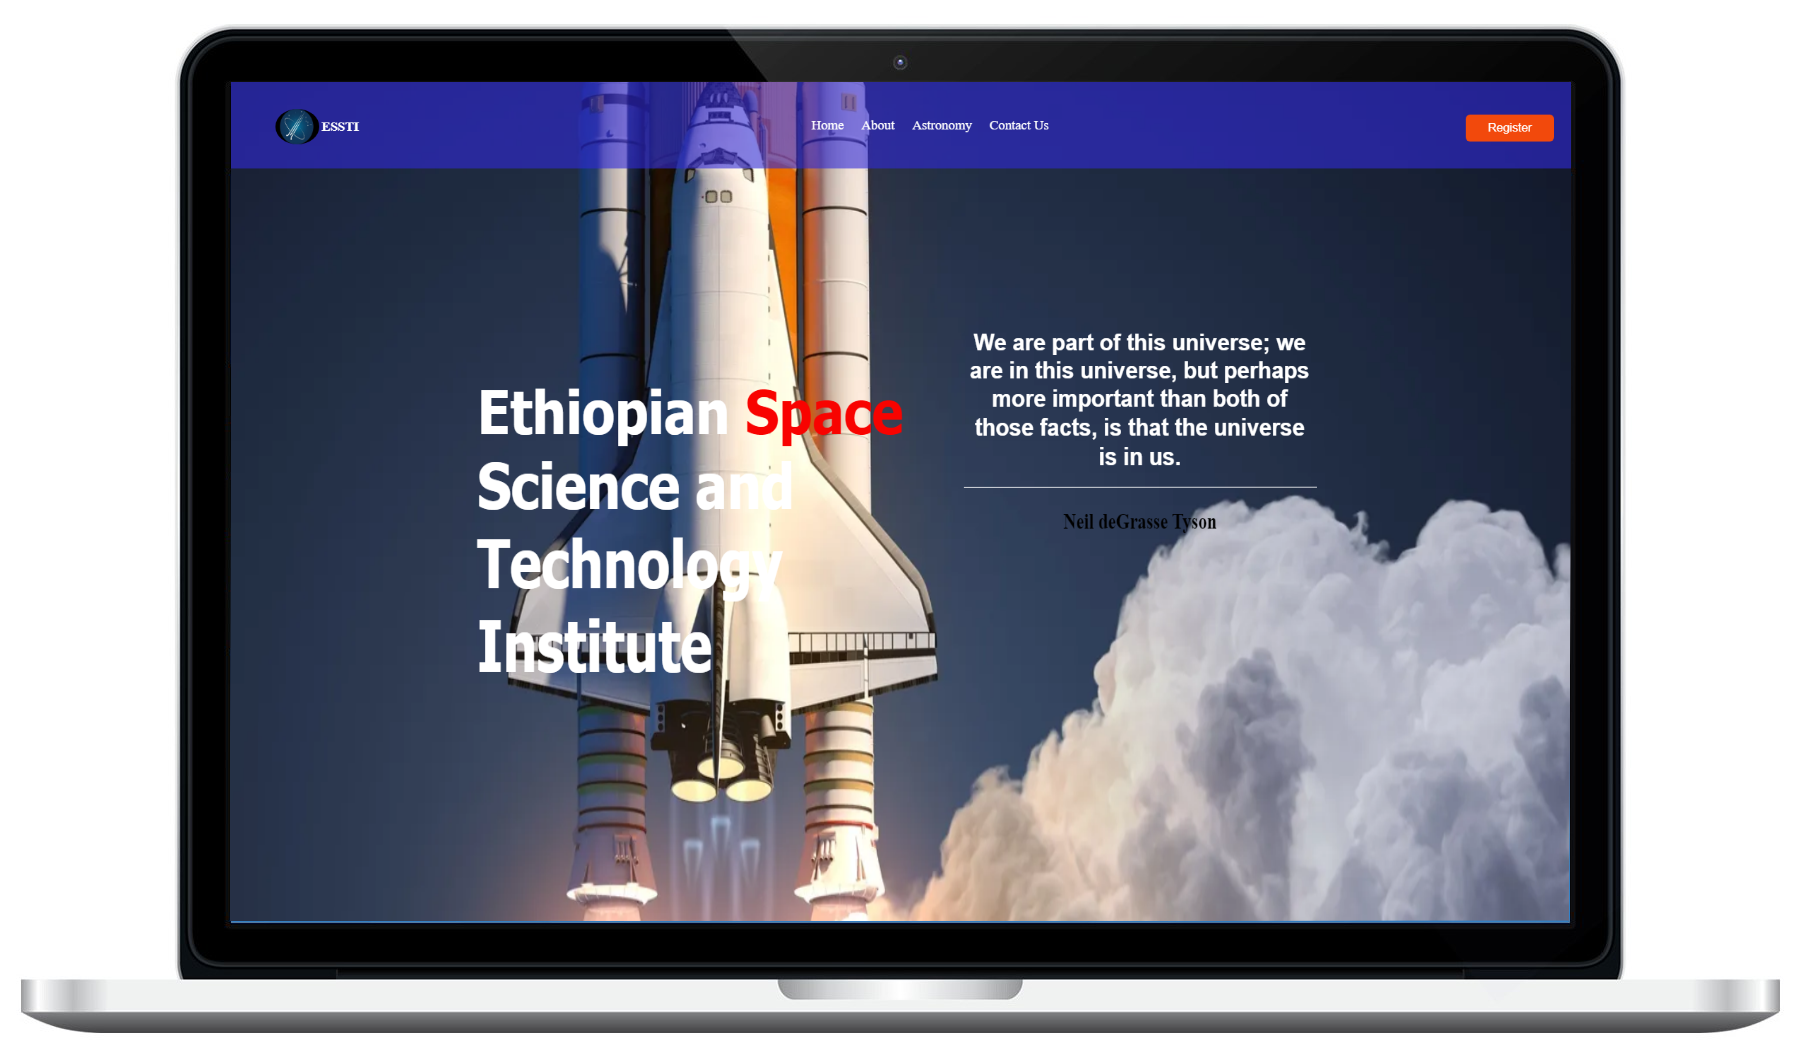 ESSTI
Home About Astronomy Contact Us
Register
Ethiopian Space
Science and
Technology
Institute
We are part of this universe; we
are in this universe, but perhaps
more important than both of
those facts, is that the universe
is in us.
Neil deGrasse Tyson